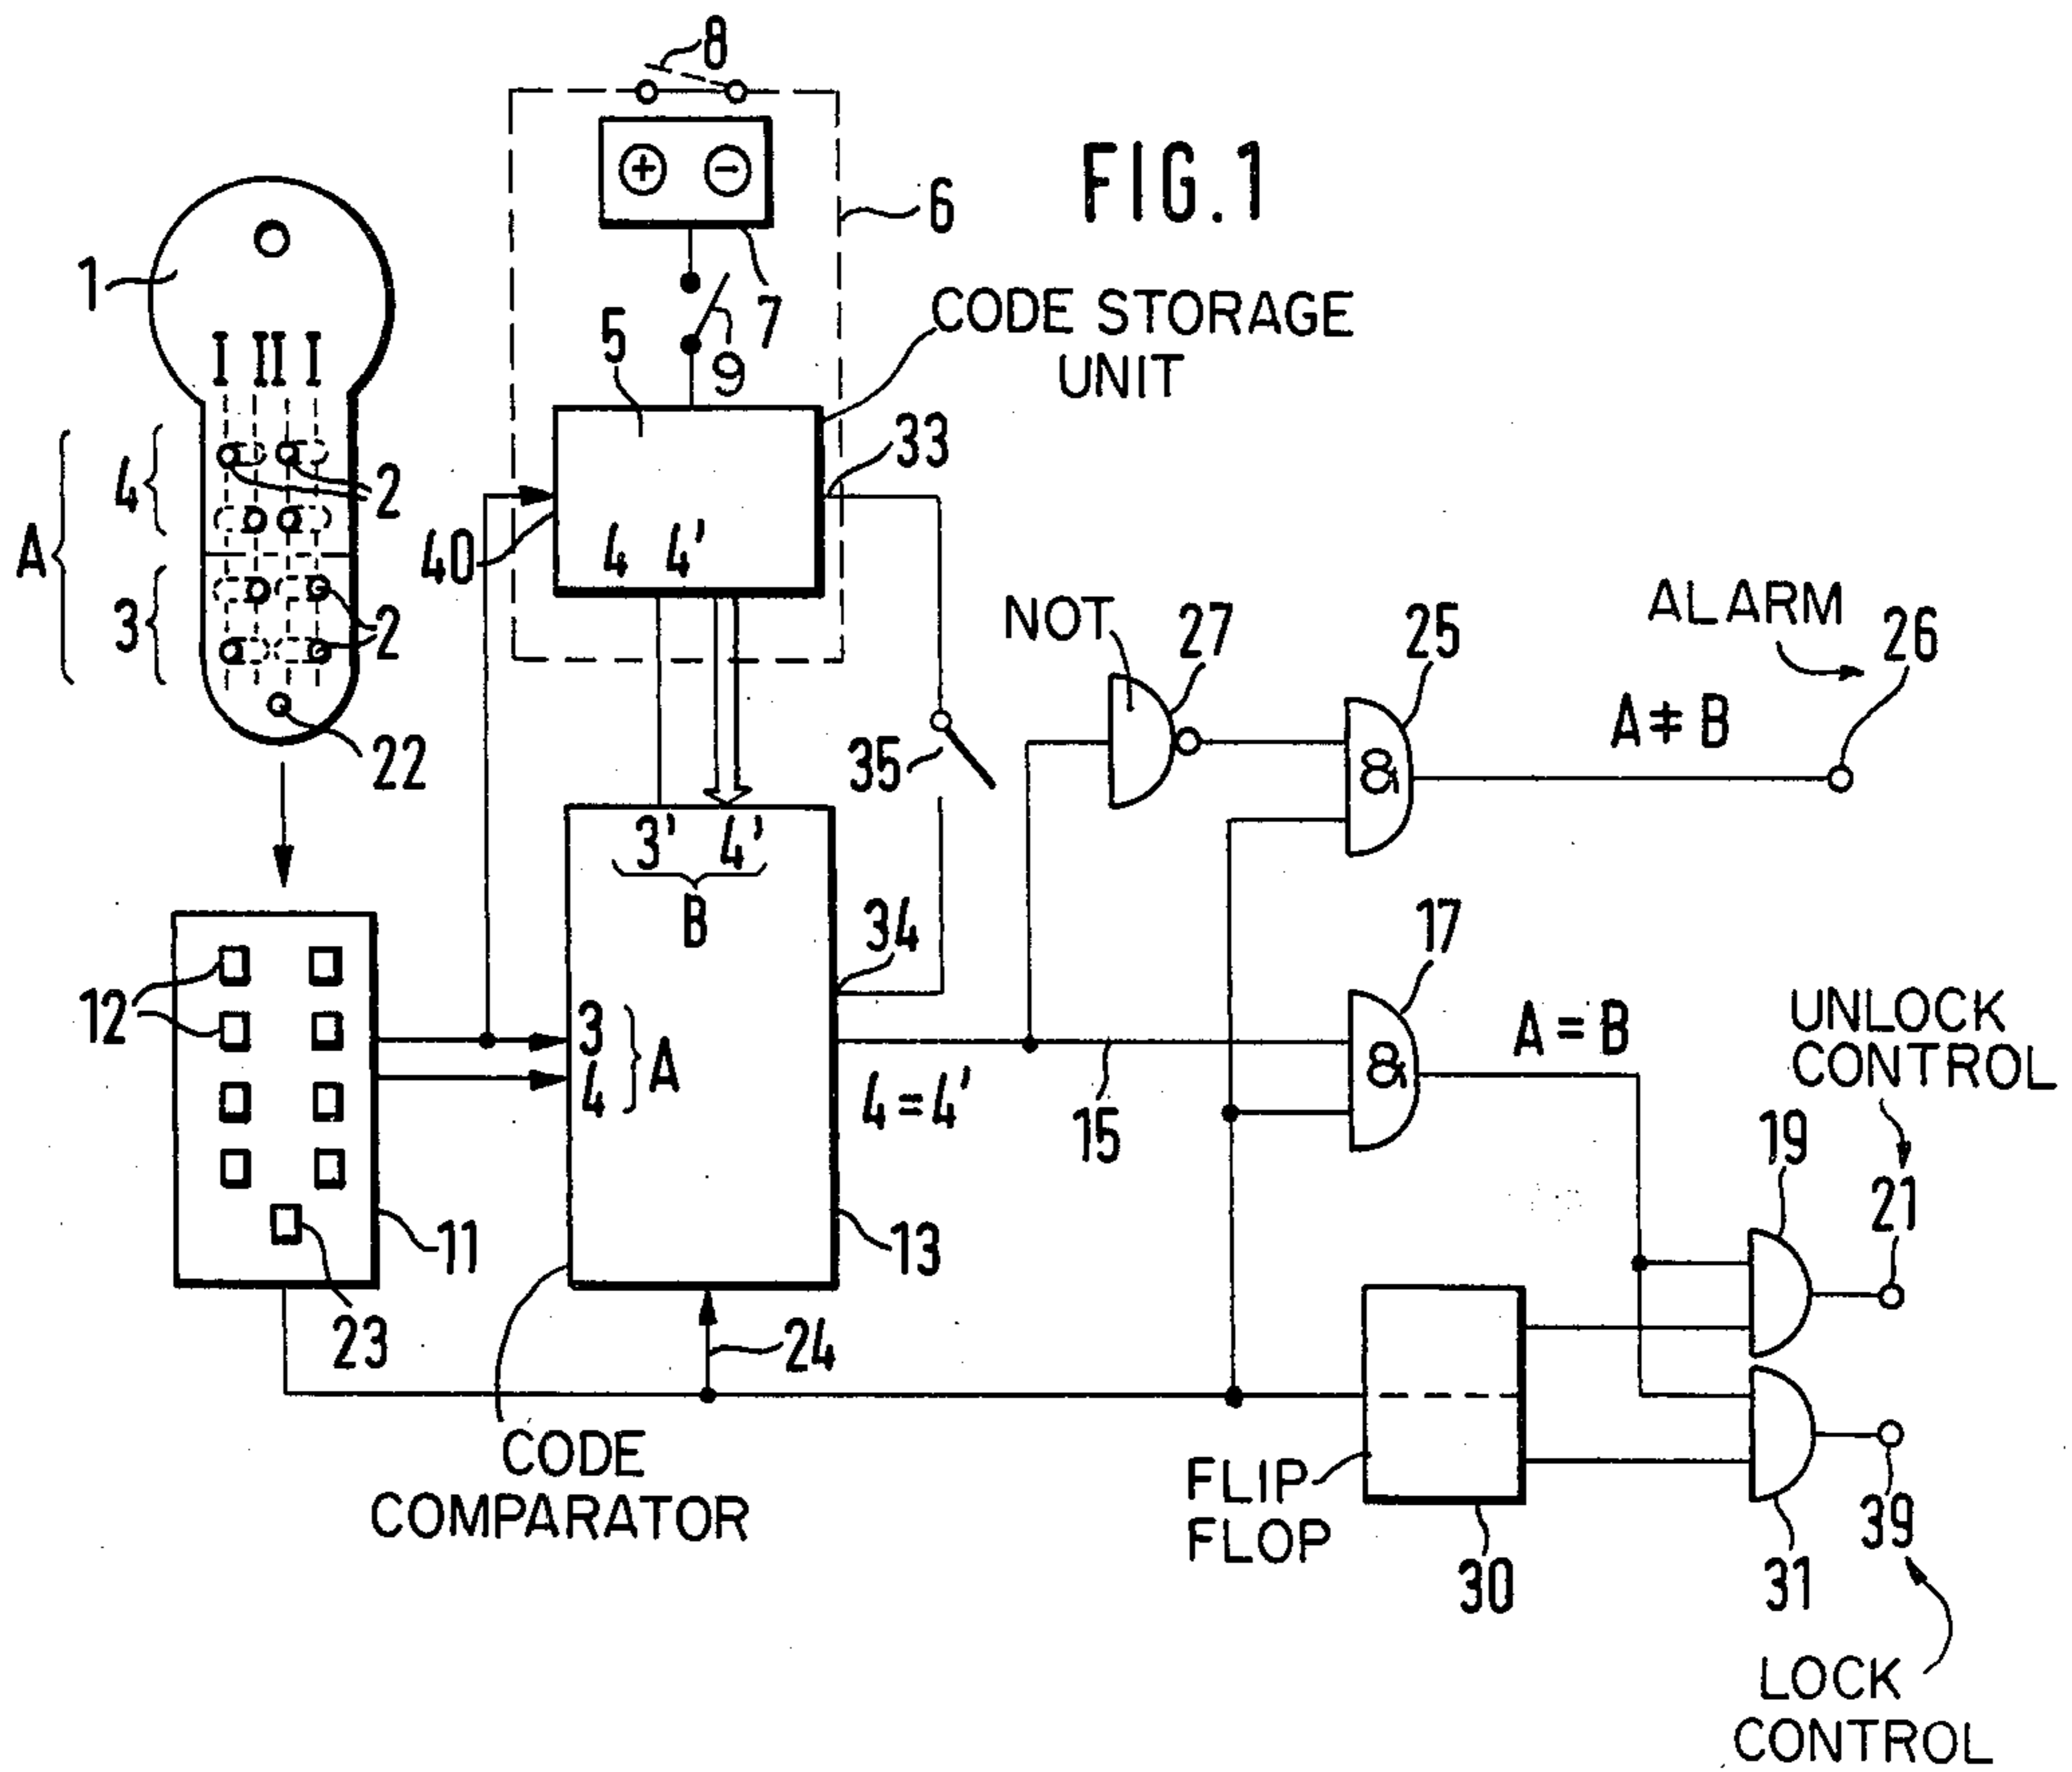 8
FIG.1
6
1
7
CODE STORAGE
UNIT
5
9
I II I
33
4
2
A
40
4 4'
3
2
NOT
27
25
ALARM
26
A ≠ B
22
35
&
3' 4'
B
34
17
12
3
4
A
A = B
UNLOCK
CONTROL
&
4 = 4'
15
19
21
11
13
23
24
CODE
COMPARATOR
FLIP
FLOP
30
31
39
LOCK
CONTROL